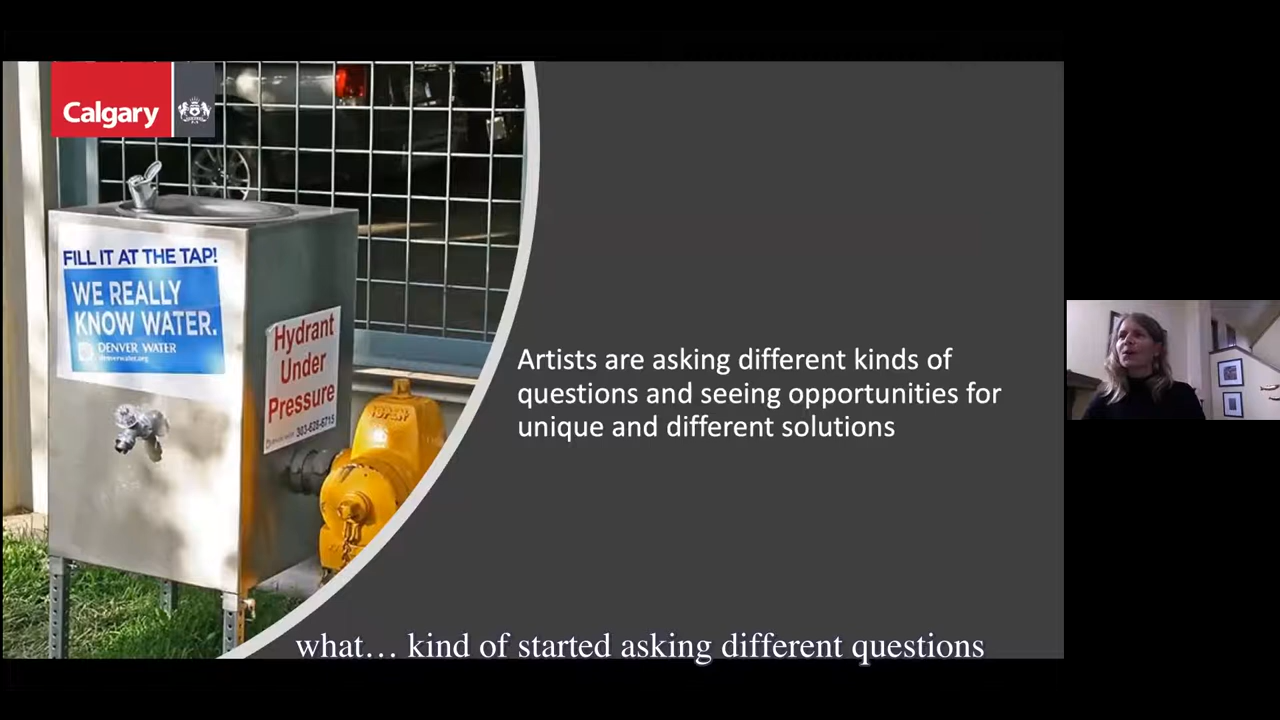 Calgary
FILL IT AT THE TAP!
WE REALLY
KNOW WATER.
DENVER WATER
denverwater.org
Hydrant
Under
Pressure
303-628-6715
OPEN
Artists are asking different kinds of
questions and seeing opportunities for
unique and different solutions
what… kind of started asking different questions